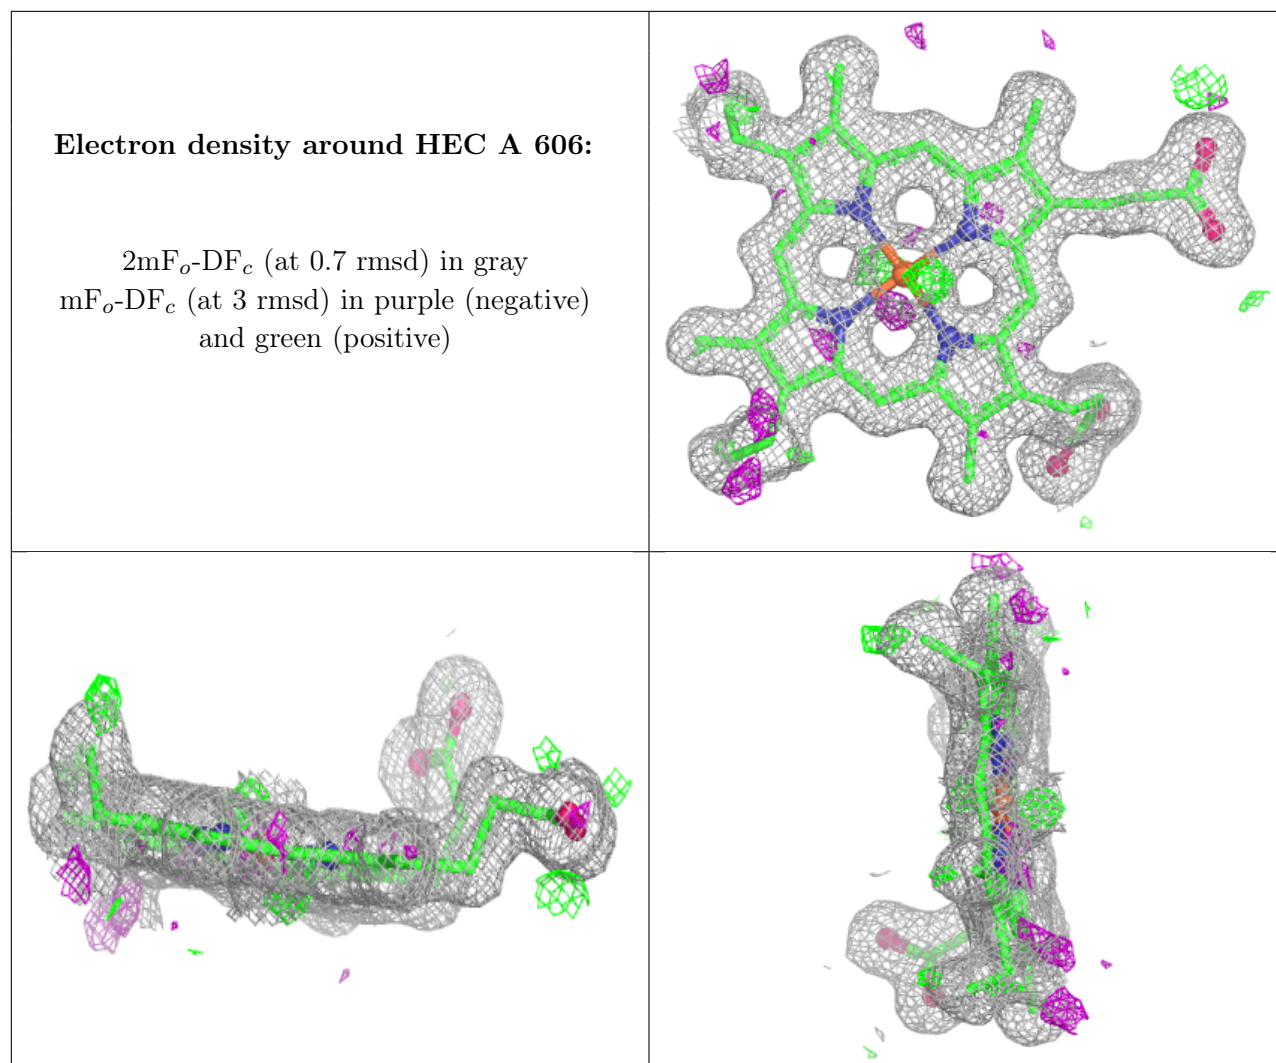 Electron density around HEC A 606:
2mFo-DFc (at 0.7 rmsd) in gray
mFo-DFc (at 3 rmsd) in purple (negative)
and green (positive)